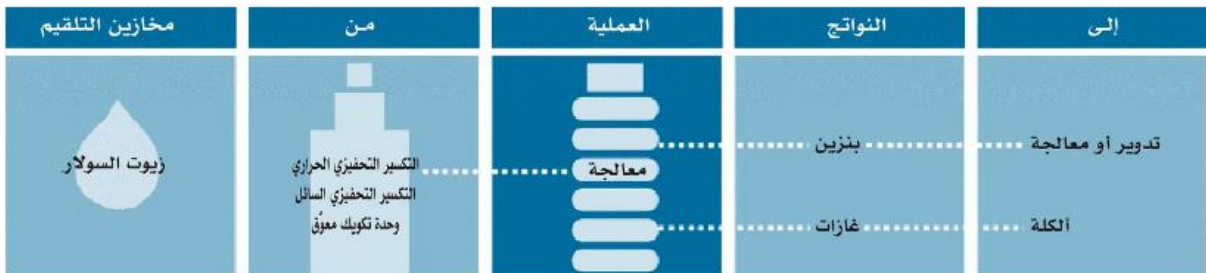 مخازين التلقيم
من
العملية
النواتج
إلى
زيوت السولار
التكسير التحفيزي الحراري
التكسير التحفيزي السائل
وحدة تكويك معوَّق
معالجة
بنزين
غازات
تدوير أو معالجة
ألكلة